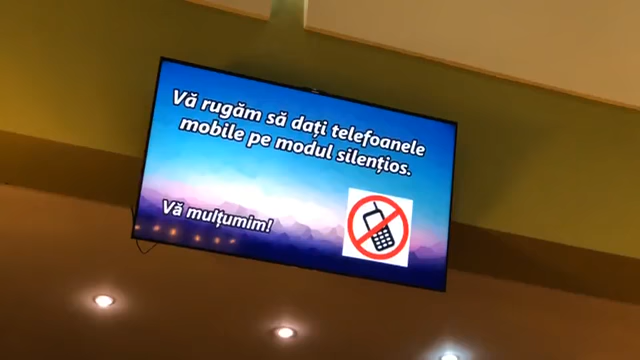 Vă rugăm să dați telefoanele
mobile pe modul silențios.
Vă mulțumim!